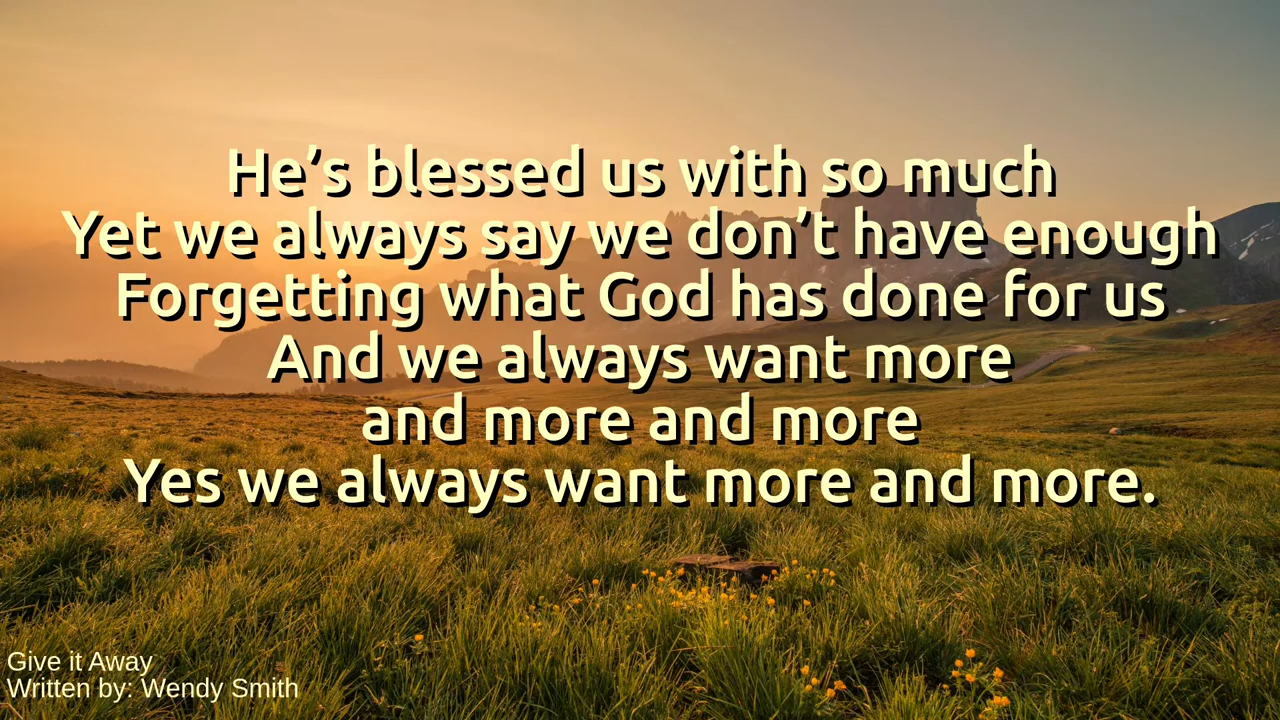 He’s blessed us with so much
Yet we always say we don’t have enough
Forgetting what God has done for us
And we always want more
and more and more
Yes we always want more and more.
Give it Away
Written by: Wendy Smith